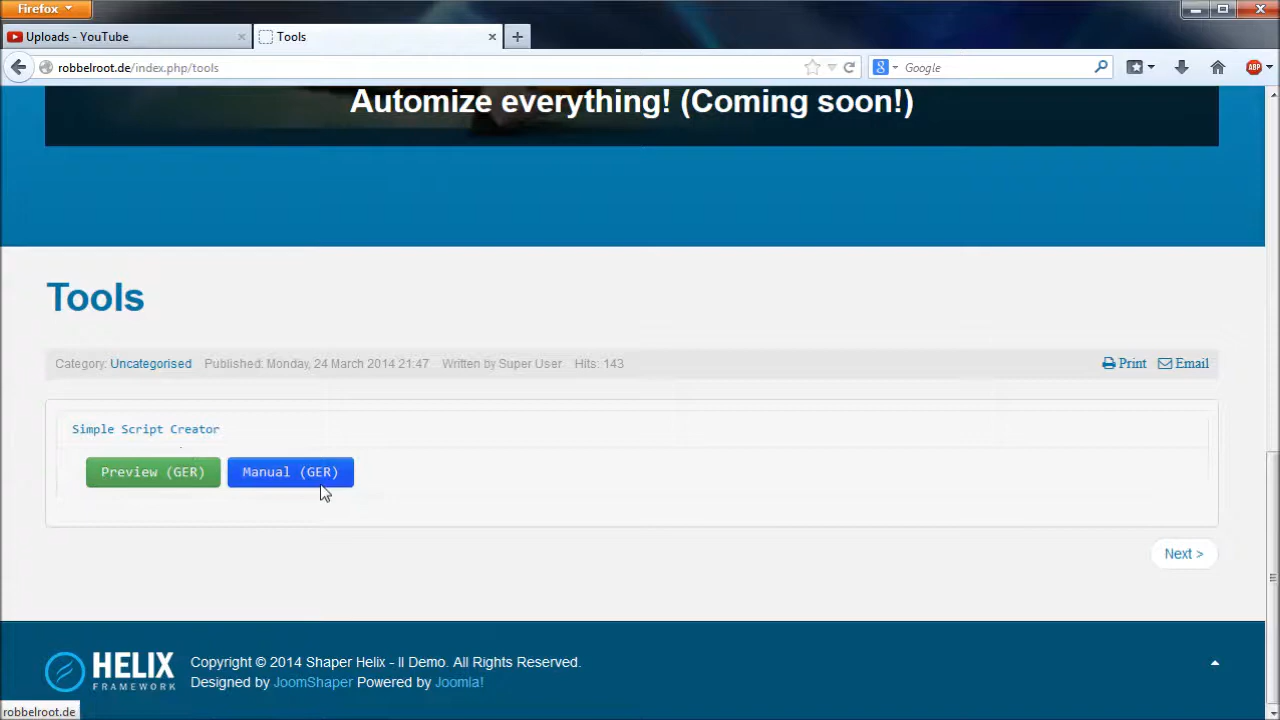 Firefox
Uploads - YouTube
Tools
robbelroot.de/index.php/tools
Google
ABP
Automize everything! (Coming soon!)
Tools
Category: Uncategorised Published: Monday, 24 March 2014 21:47 Written by Super User Hits: 143
Print Email
Simple Script Creator
Preview (GER) Manual (GER)
Next >
HELIX
FRAMEWORK
Copyright © 2014 Shaper Helix - II Demo. All Rights Reserved.
Designed by JoomShaper Powered by Joomla!
robbelroot.de